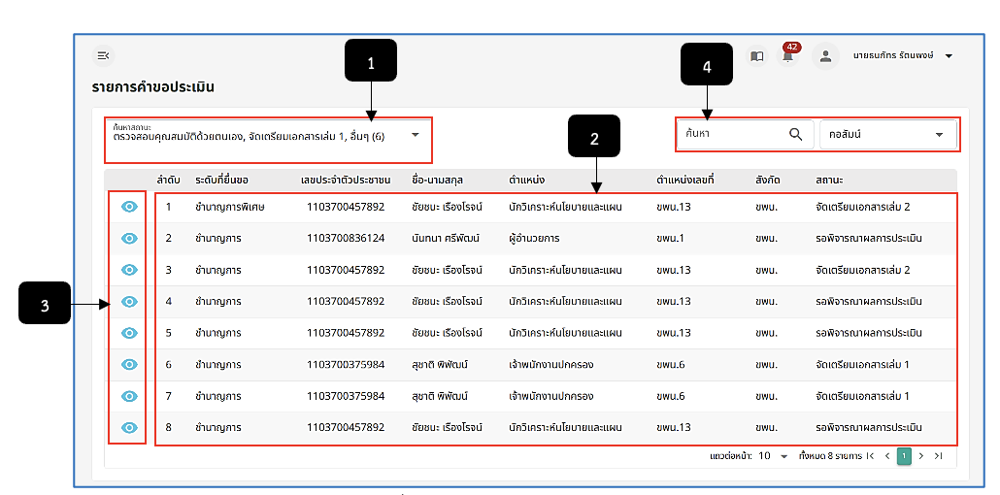 1
4
42
นายธนภัทร รัตนพงษ์
รายการคำขอประเมิน
ค้นหาสถานะ
ตรวจสอบคุณสมบัติด้วยตนเอง, จัดเตรียมเอกสารเล่ม 1, อื่นๆ (6)
2
ค้นหา
คอลัมน์
ลำดับ ระดับที่ยื่นขอ เลขประจำตัวประชาชน ชื่อ-นามสกุล ตำแหน่ง ตำแหน่งเลขที่ สังกัด สถานะ
1 ชำนาญการพิเศษ 1103700457892 ชัยชนะ เรืองโรจน์ นักวิเคราะห์นโยบายและแผน ขพน.13 ขพน. จัดเตรียมเอกสารเล่ม 2
2 ชำนาญการ 1103700836124 นันทนา ศรีพัฒน์ ผู้อำนวยการ ขพน.1 ขพน. รอพิจารณาผลการประเมิน
3 ชำนาญการ 1103700457892 ชัยชนะ เรืองโรจน์ นักวิเคราะห์นโยบายและแผน ขพน.13 ขพน. จัดเตรียมเอกสารเล่ม 2
3
4 ชำนาญการ 1103700457892 ชัยชนะ เรืองโรจน์ นักวิเคราะห์นโยบายและแผน ขพน.13 ขพน. รอพิจารณาผลการประเมิน
5 ชำนาญการ 1103700457892 ชัยชนะ เรืองโรจน์ นักวิเคราะห์นโยบายและแผน ขพน.13 ขพน. รอพิจารณาผลการประเมิน
6 ชำนาญการ 1103700375984 สุชาติ พิพัฒน์ เจ้าพนักงานปกครอง ขพน.6 ขพน. จัดเตรียมเอกสารเล่ม 1
7 ชำนาญการ 1103700375984 สุชาติ พิพัฒน์ เจ้าพนักงานปกครอง ขพน.6 ขพน. จัดเตรียมเอกสารเล่ม 1
8 ชำนาญการ 1103700457892 ชัยชนะ เรืองโรจน์ นักวิเคราะห์นโยบายและแผน ขพน.13 ขพน. รอพิจารณาผลการประเมิน
แถวต่อหน้า: 10 ทั้งหมด 8 รายการ 1